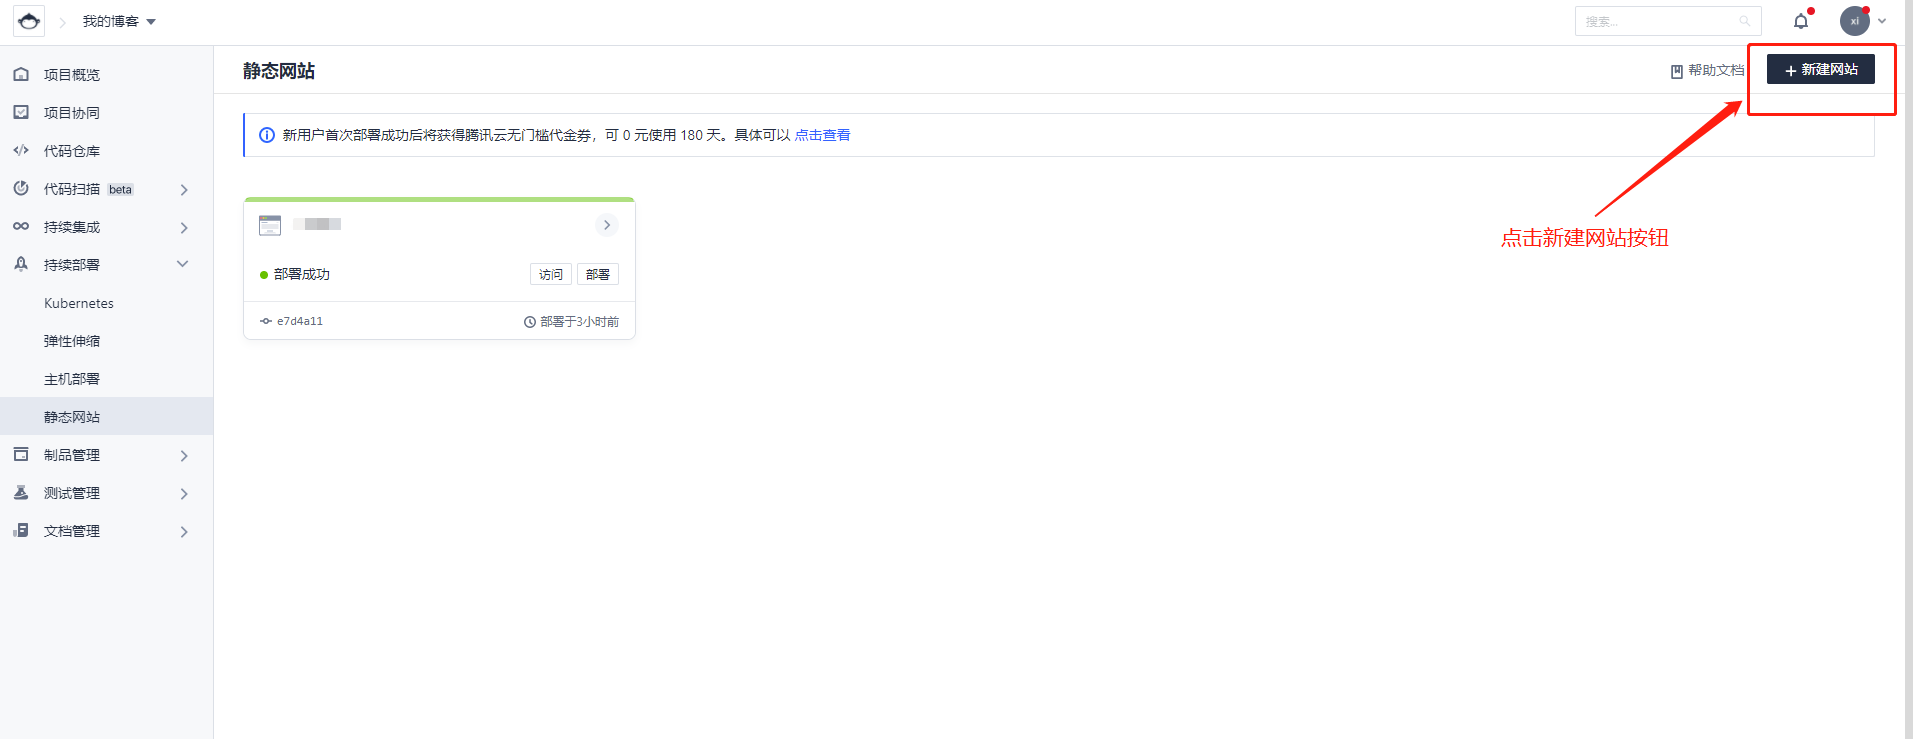 我的博客
搜索...
xi
项目概览
项目协同
代码仓库
代码扫描 beta
持续集成
持续部署
Kubernetes
弹性伸缩
主机部署
静态网站
制品管理
测试管理
文档管理
静态网站
帮助文档
+ 新建网站
新用户首次部署成功后将获得腾讯云无门槛代金券，可 0 元使用 180 天。具体可以 点击查看
部署成功
访问
部署
e7d4a11
部署于3小时前
点击新建网站按钮